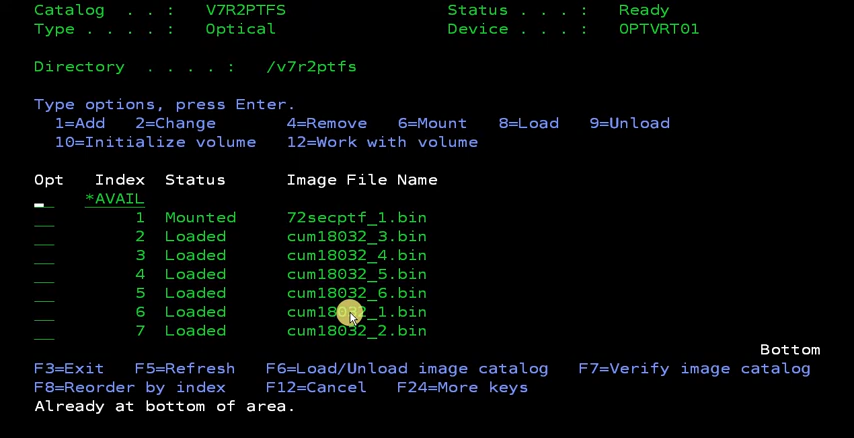 Catalog . . : V7R2PTFS Status . . . : Ready
Type . . . . : Optical Device . . . : OPTVRT01
Directory . . . . : /v7r2ptfs
Type options, press Enter.
1=Add 2=Change 4=Remove 6=Mount 8=Load 9=Unload
10=Initialize volume 12=Work with volume
Opt Index Status Image File Name
*AVAIL
1 Mounted 72secptf_1.bin
2 Loaded cum18032_3.bin
3 Loaded cum18032_4.bin
4 Loaded cum18032_5.bin
5 Loaded cum18032_6.bin
6 Loaded cum18032_1.bin
7 Loaded cum18032_2.bin
Bottom
F3=Exit F5=Refresh F6=Load/Unload image catalog F7=Verify image catalog
F8=Reorder by index F12=Cancel F24=More keys
Already at bottom of area.